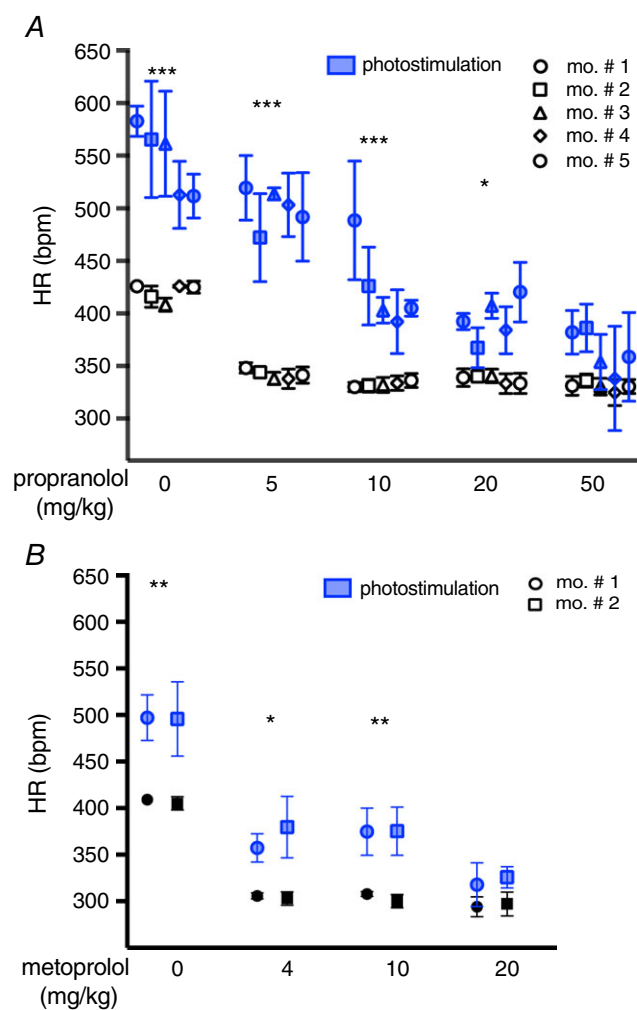 A
650
600
550
500
450
400
350
300
HR (bpm)
***
***
***
*
photostimulation
mo. # 1
mo. # 2
mo. # 3
mo. # 4
mo. # 5
propranolol
(mg/kg)
0 5 10 20 50
B
650
600
550
500
450
400
350
300
HR (bpm)
**
*
**
photostimulation
mo. # 1
mo. # 2
metoprolol
(mg/kg)
0 4 10 20